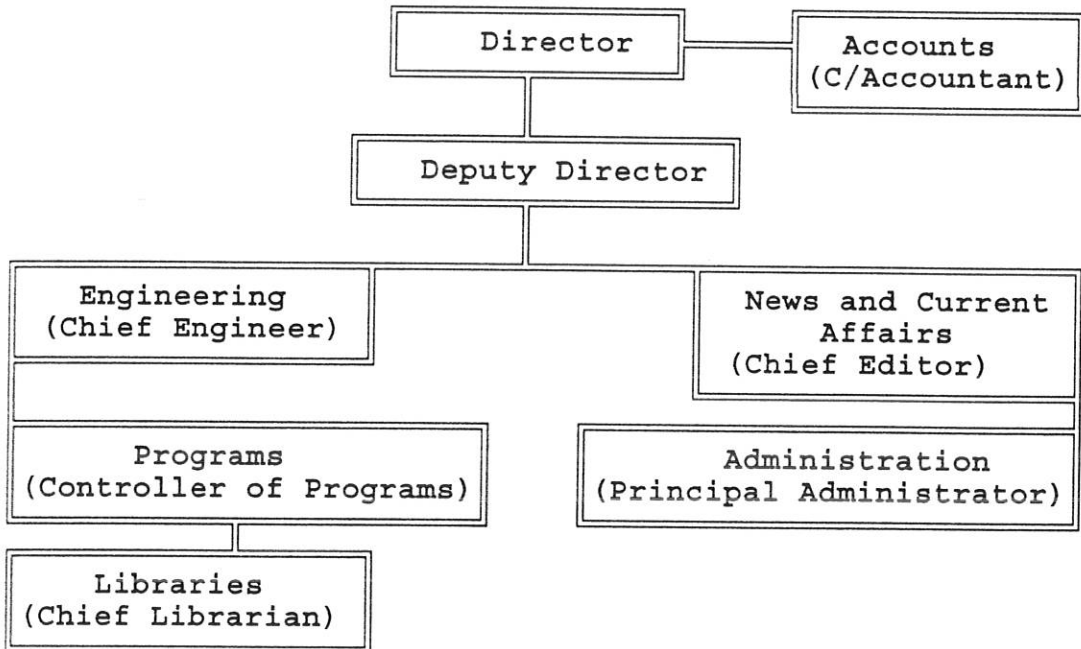 Director
Accounts
(C/Accountant)
Deputy Director
Engineering
(Chief Engineer)
News and Current
Affairs
(Chief Editor)
Programs
(Controller of Programs)
Administration
(Principal Administrator)
Libraries
(Chief Librarian)